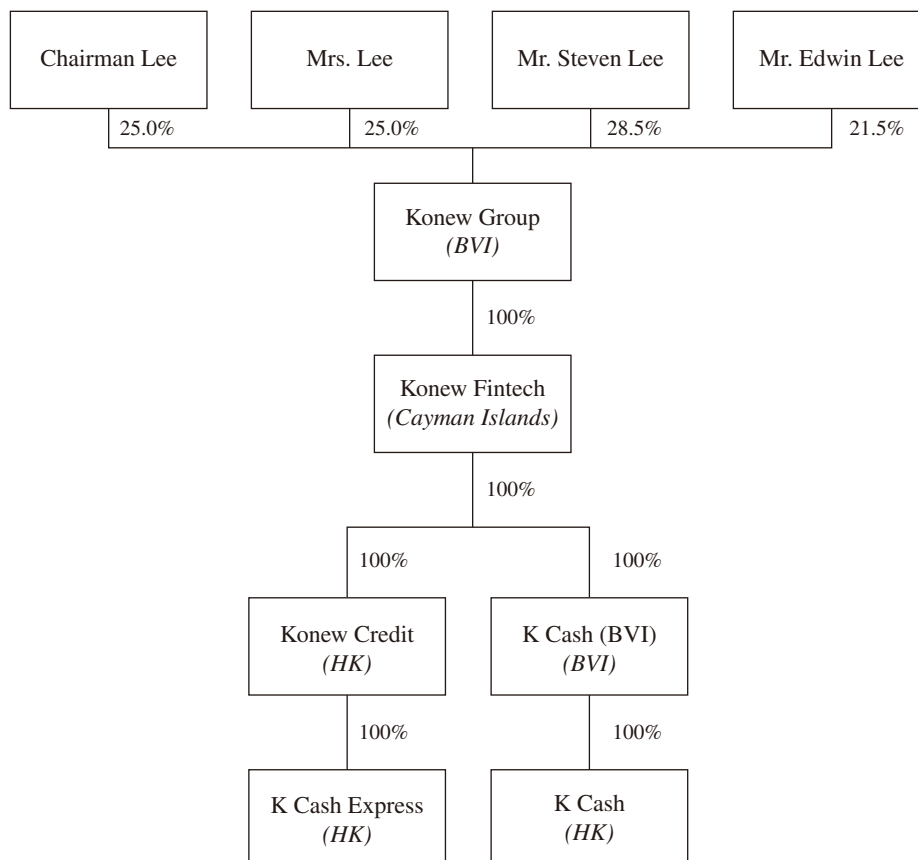 Chairman Lee
Mrs. Lee
Mr. Steven Lee
Mr. Edwin Lee
25.0%
25.0%
28.5%
21.5%
Konew Group
(BVI)
100%
Konew Fintech
(Cayman Islands)
100%
100%
100%
Konew Credit
(HK)
K Cash (BVI)
(BVI)
100%
100%
K Cash Express
(HK)
K Cash
(HK)